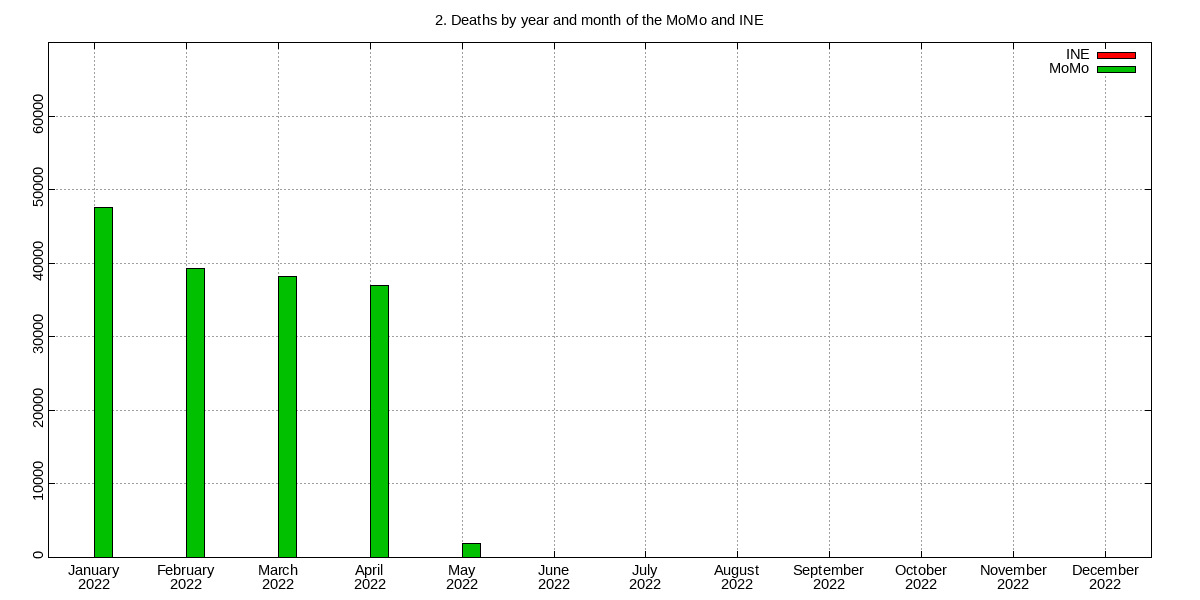 2. Deaths by year and month of the MoMo and INE
INE
MoMo
60000
50000
40000
30000
20000
10000
0
January February March April May June July August September October November December
2022 2022 2022 2022 2022 2022 2022 2022 2022 2022 2022 2022